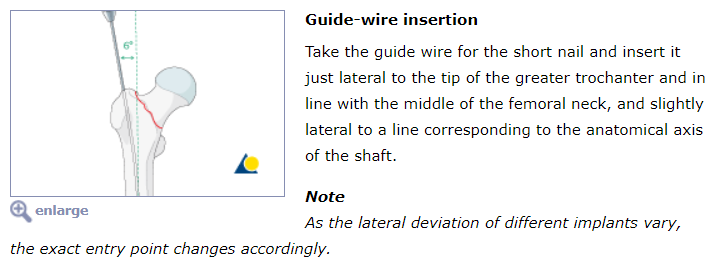 6°
Guide-wire insertion
Take the guide wire for the short nail and insert it
just lateral to the tip of the greater trochanter and in
line with the middle of the femoral neck, and slightly
lateral to a line corresponding to the anatomical axis
of the shaft.
enlarge
Note
As the lateral deviation of different implants vary,
the exact entry point changes accordingly.